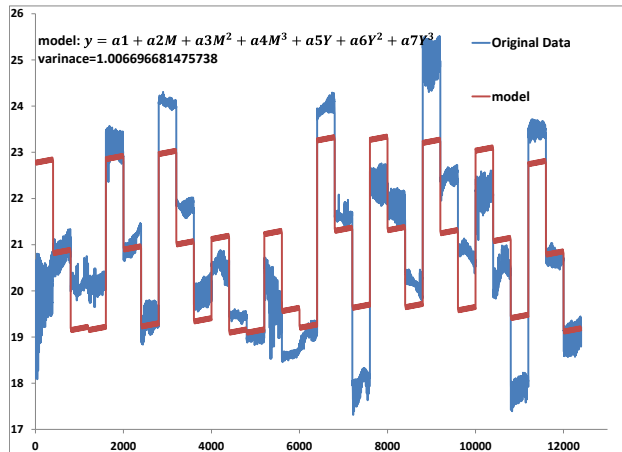 26
model: y = a1 + a2M + a3M² + a4M³ + a5Y + a6Y² + a7Y³
Original Data
varinace=1.006696681475738
25
24
model
23
22
21
20
19
18
17
0 2000 4000 6000 8000 10000 12000